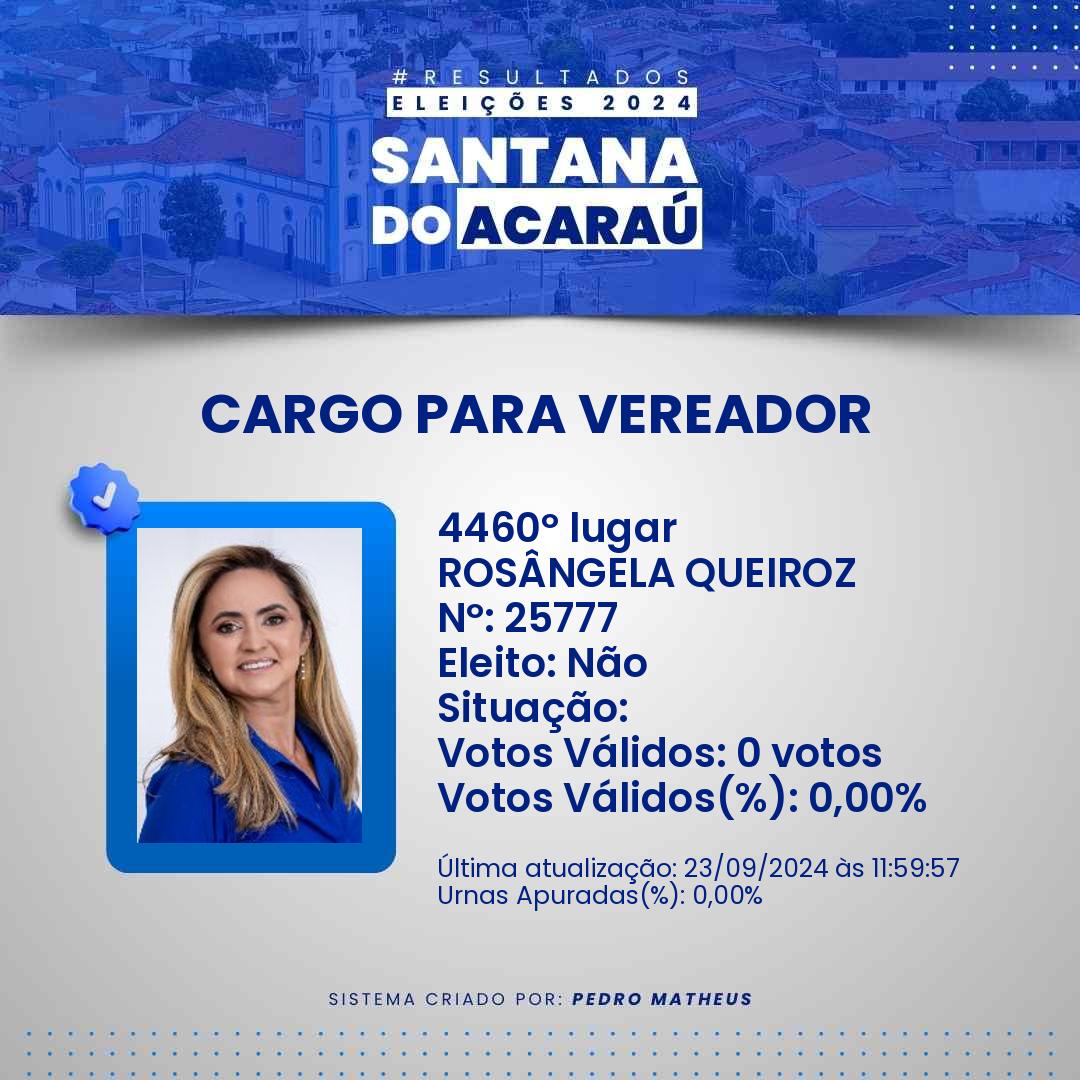 #RESULTADOS
ELEIÇÕES 2024
SANTANA
DO ACARAÚ
CARGO PARA VEREADOR
4460º lugar
ROSÂNGELA QUEIROZ
Nº: 25777
Eleito: Não
Situação:
Votos Válidos: 0 votos
Votos Válidos(%): 0,00%
Última atualização: 23/09/2024 às 11:59:57
Urnas Apuradas(%): 0,00%
SISTEMA CRIADO POR: PEDRO MATHEUS